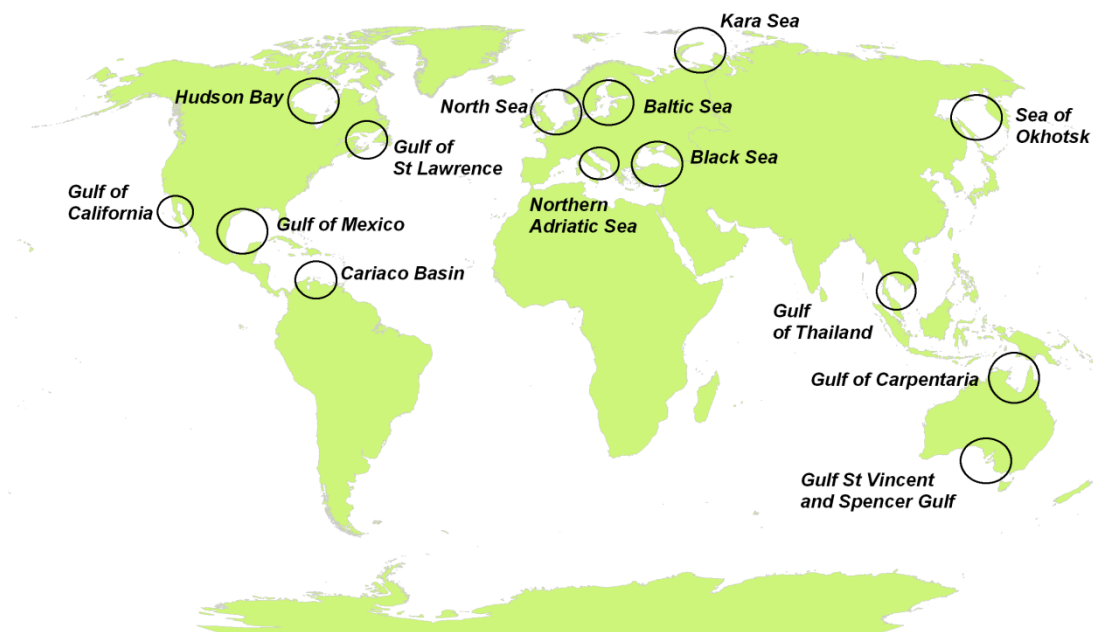 Kara Sea
Hudson Bay
North Sea
Baltic Sea
Sea of
Okhotsk
Gulf of
St Lawrence
Black Sea
Gulf of
California
Northern
Adriatic Sea
Gulf of Mexico
Cariaco Basin
Gulf
of Thailand
Gulf of Carpentaria
Gulf St Vincent
and Spencer Gulf